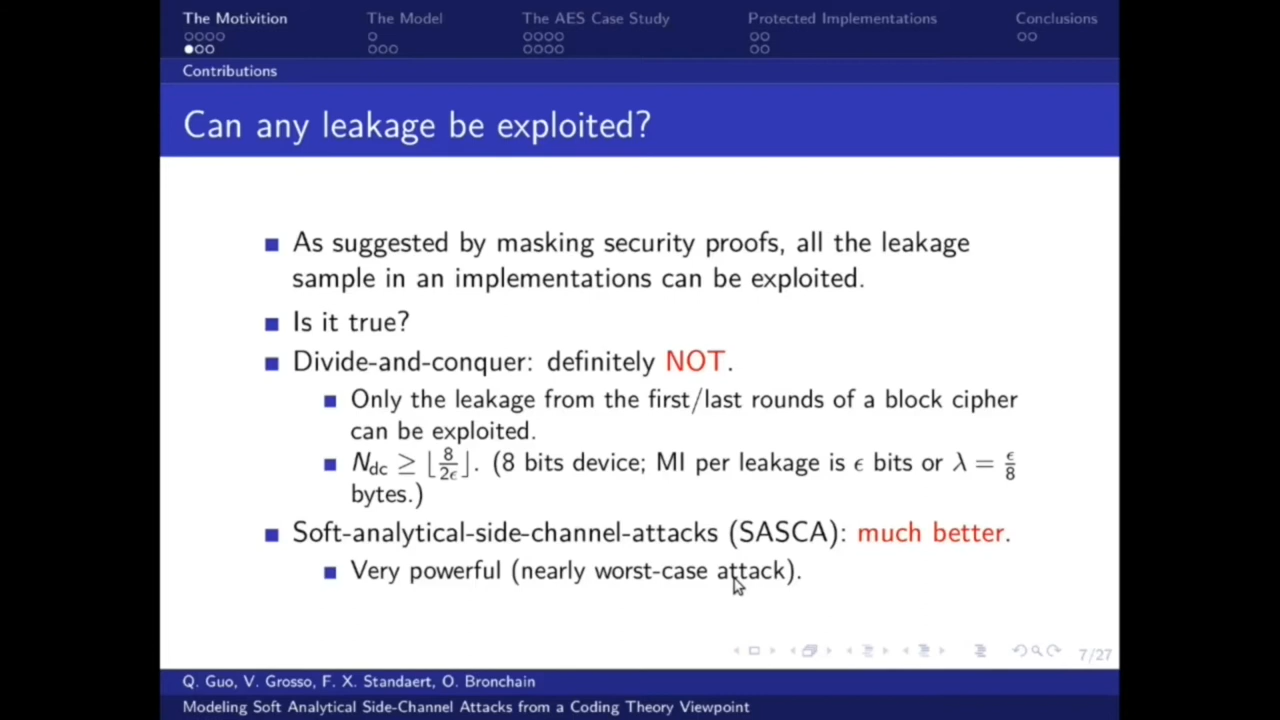 The Motivation The Model The AES Case Study Protected Implementations Conclusions
Contributions
Can any leakage be exploited?
As suggested by masking security proofs, all the leakage
sample in an implementations can be exploited.
Is it true?
Divide-and-conquer: definitely NOT.
Only the leakage from the first/last rounds of a block cipher
can be exploited.
N_dc ≥ ⌊8/2ϵ⌋. (8 bits device; MI per leakage is ϵ bits or λ = ϵ/8
bytes.)
Soft-analytical-side-channel-attacks (SASCA): much better.
Very powerful (nearly worst-case attack).
7/27
Q. Guo, V. Grosso, F. X. Standaert, O. Bronchain
Modeling Soft Analytical Side-Channel Attacks from a Coding Theory Viewpoint